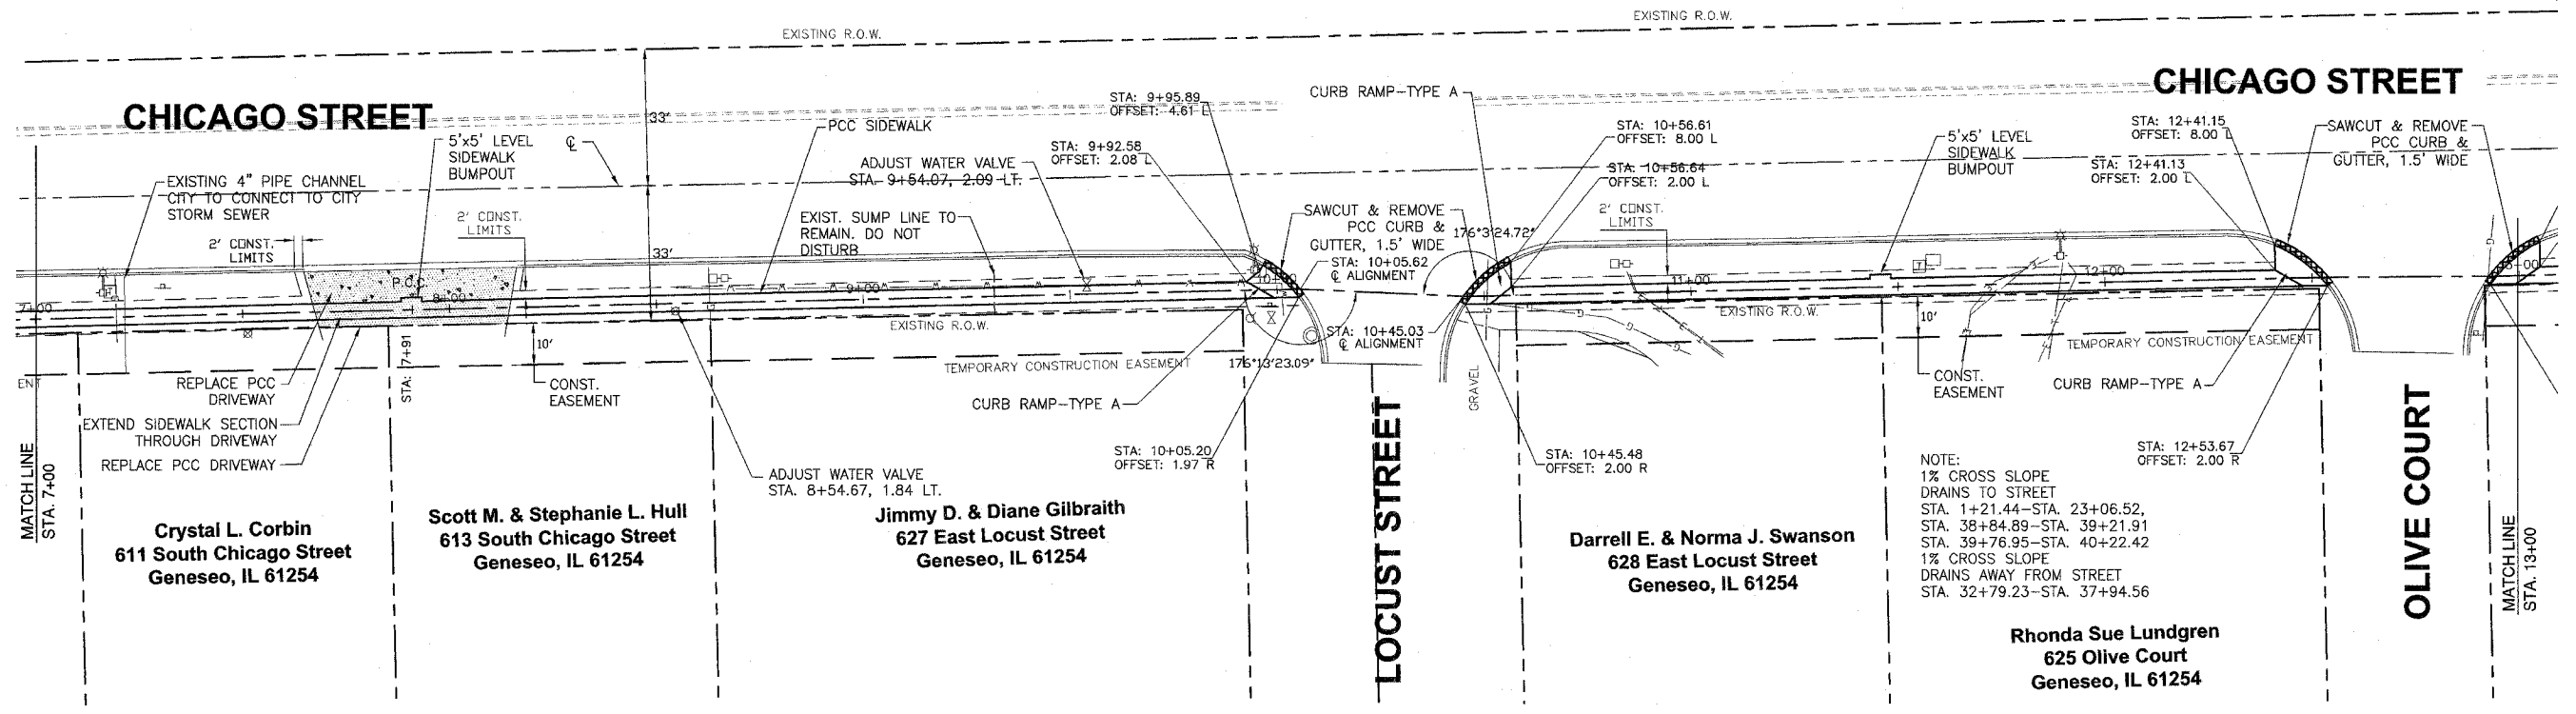 EXISTING R.O.W.
EXISTING R.O.W.
CHICAGO STREET
CHICAGO STREET
33'
33'
EXISTING 4" PIPE CHANNEL
CITY TO CONNECT TO CITY
STORM SEWER
2' CONST.
LIMITS
5'x5' LEVEL
SIDEWALK
BUMPOUT
℄
2' CONST.
LIMITS
PCC SIDEWALK
ADJUST WATER VALVE
STA. 9+54.07, 2.09 LT.
EXIST. SUMP LINE TO
REMAIN. DO NOT
DISTURB
STA: 9+95.89
OFFSET: 4.61 L
STA: 9+92.58
OFFSET: 2.08 L
CURB RAMP-TYPE A
SAWCUT & REMOVE
PCC CURB &
GUTTER, 1.5' WIDE
STA: 10+05.62
℄ ALIGNMENT
176°3'24.72"
STA: 10+56.61
OFFSET: 8.00 L
STA: 10+56.64
OFFSET: 2.00 L
2' CONST.
LIMITS
5'x5' LEVEL
SIDEWALK
BUMPOUT
STA: 12+41.15
OFFSET: 8.00 L
STA: 12+41.13
OFFSET: 2.00 L
SAWCUT & REMOVE
PCC CURB &
GUTTER, 1.5' WIDE
7+00
P.C.C.
8+00
9+00
11+00
12+00
EXISTING R.O.W.
EXISTING R.O.W.
STA: 10+45.03
℄ ALIGNMENT
10'
10'
ENT
TEMPORARY CONSTRUCTION EASEMENT
TEMPORARY CONSTRUCTION EASEMENT
176°13'23.09"
REPLACE PCC
DRIVEWAY
EXTEND SIDEWALK SECTION
THROUGH DRIVEWAY
REPLACE PCC DRIVEWAY
STA: 7+91
CONST.
EASEMENT
CURB RAMP-TYPE A
GRAVEL
CONST.
EASEMENT
CURB RAMP-TYPE A
STA: 10+05.20
OFFSET: 1.97 R
STA: 10+45.48
OFFSET: 2.00 R
STA: 12+53.67
OFFSET: 2.00 R
ADJUST WATER VALVE
STA. 8+54.67, 1.84 LT.
MATCH LINE
STA. 7+00
Crystal L. Corbin
611 South Chicago Street
Geneseo, IL 61254
Scott M. & Stephanie L. Hull
613 South Chicago Street
Geneseo, IL 61254
Jimmy D. & Diane Gilbraith
627 East Locust Street
Geneseo, IL 61254
LOCUST STREET
Darrell E. & Norma J. Swanson
628 East Locust Street
Geneseo, IL 61254
NOTE:
1% CROSS SLOPE
DRAINS TO STREET
STA. 1+21.44-STA. 23+06.52,
STA. 38+84.89-STA. 39+21.91
STA. 39+76.95-STA. 40+22.42
1% CROSS SLOPE
DRAINS AWAY FROM STREET
STA. 32+79.23-STA. 37+94.56
Rhonda Sue Lundgren
625 Olive Court
Geneseo, IL 61254
OLIVE COURT
MATCH LINE
STA. 13+00